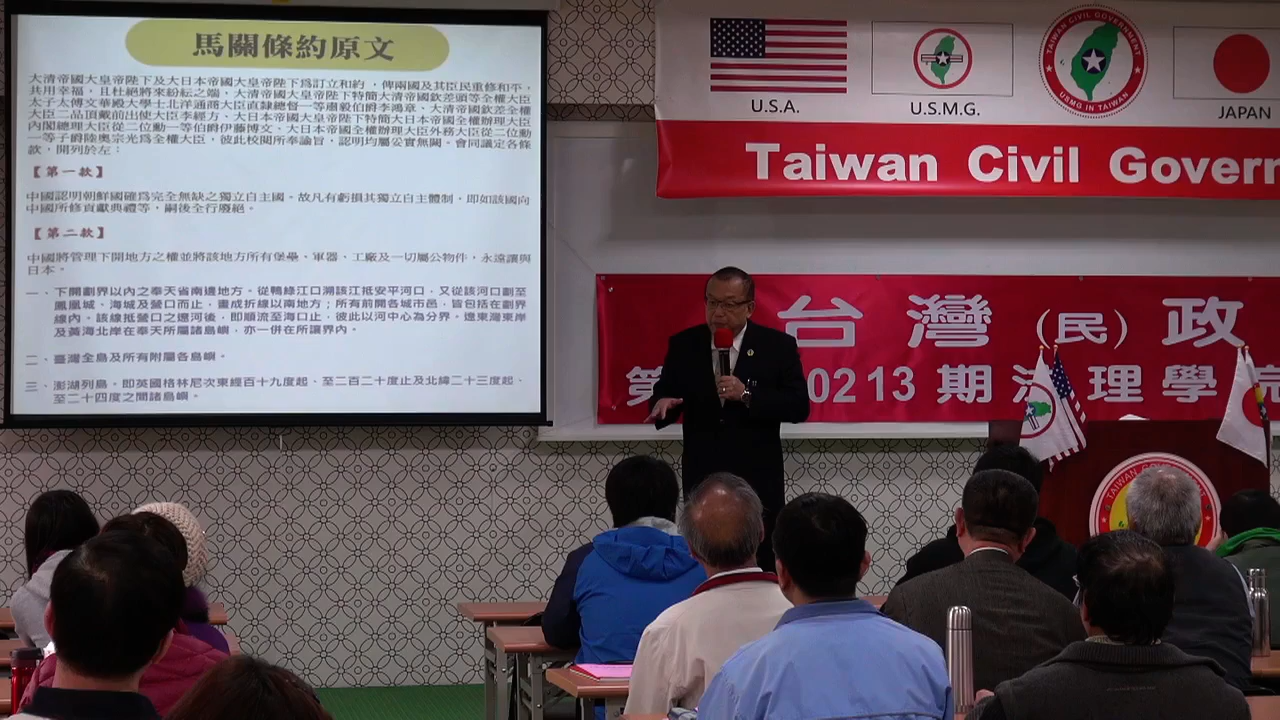 馬關條約原文
大清帝國大皇帝陛下及大日本帝國大皇帝陛下爲訂立和約，俾兩國及其臣民重修和平，
共用幸福，且杜絕將來紛紜之端，大清帝國大皇帝陛下特簡大清帝國欽差頭等全權大臣
太子太傅文華殿大學士北洋通商大臣直隸總督一等肅毅伯爵李鴻章、大清帝國欽差全權
大臣二品頂戴前出使大臣李經方、大日本帝國大皇帝陛下特簡大日本帝國全權辦理大臣
內閣總理大臣從二位勳一等伯爵伊藤博文、大日本帝國全權辦理大臣外務大臣從二位勳
一等子爵陸奧宗光爲全權大臣，彼此校閱所奉諭旨，認明均屬妥實無闕。會同議定各條
款，開列於左：
【第一款】
中國認明朝鮮國確爲完全無缺之獨立自主國。故凡有虧損其獨立自主體制，即如該國向
中國所修貢獻典禮等，嗣後全行廢絕。
【第二款】
中國將管理下開地方之權並將該地方所有堡壘、軍器、工廠及一切屬公物件，永遠讓與
日本。
一、下開劃界以內之奉天省南邊地方。從鴨綠江口溯該江抵安平河口，又從該河口劃至
鳳凰城、海城及營口而止，畫成折線以南地方；所有前開各城市邑，皆包括在劃界
線內。該線抵營口之遼河後，即順流至海口止，彼此以河中心為分界。遼東灣東岸
及黃海北岸在奉天所屬諸島嶼，亦一併在所讓界內。
二、臺灣全島及所有附屬各島嶼。
三、澎湖列島。即英國格林尼次東經百十九度起、至二百二十度止及北緯二十三度起、
至二十四度之間諸島嶼。
U.S.A.
U.S.M.G.
TAIWAN CIVIL GOVERNMENT
USMG IN TAIWAN
JAPAN
Taiwan Civil Govern
台灣(民)政
第 0213期法理學
TAIWAN CIVIL GOVERNMENT